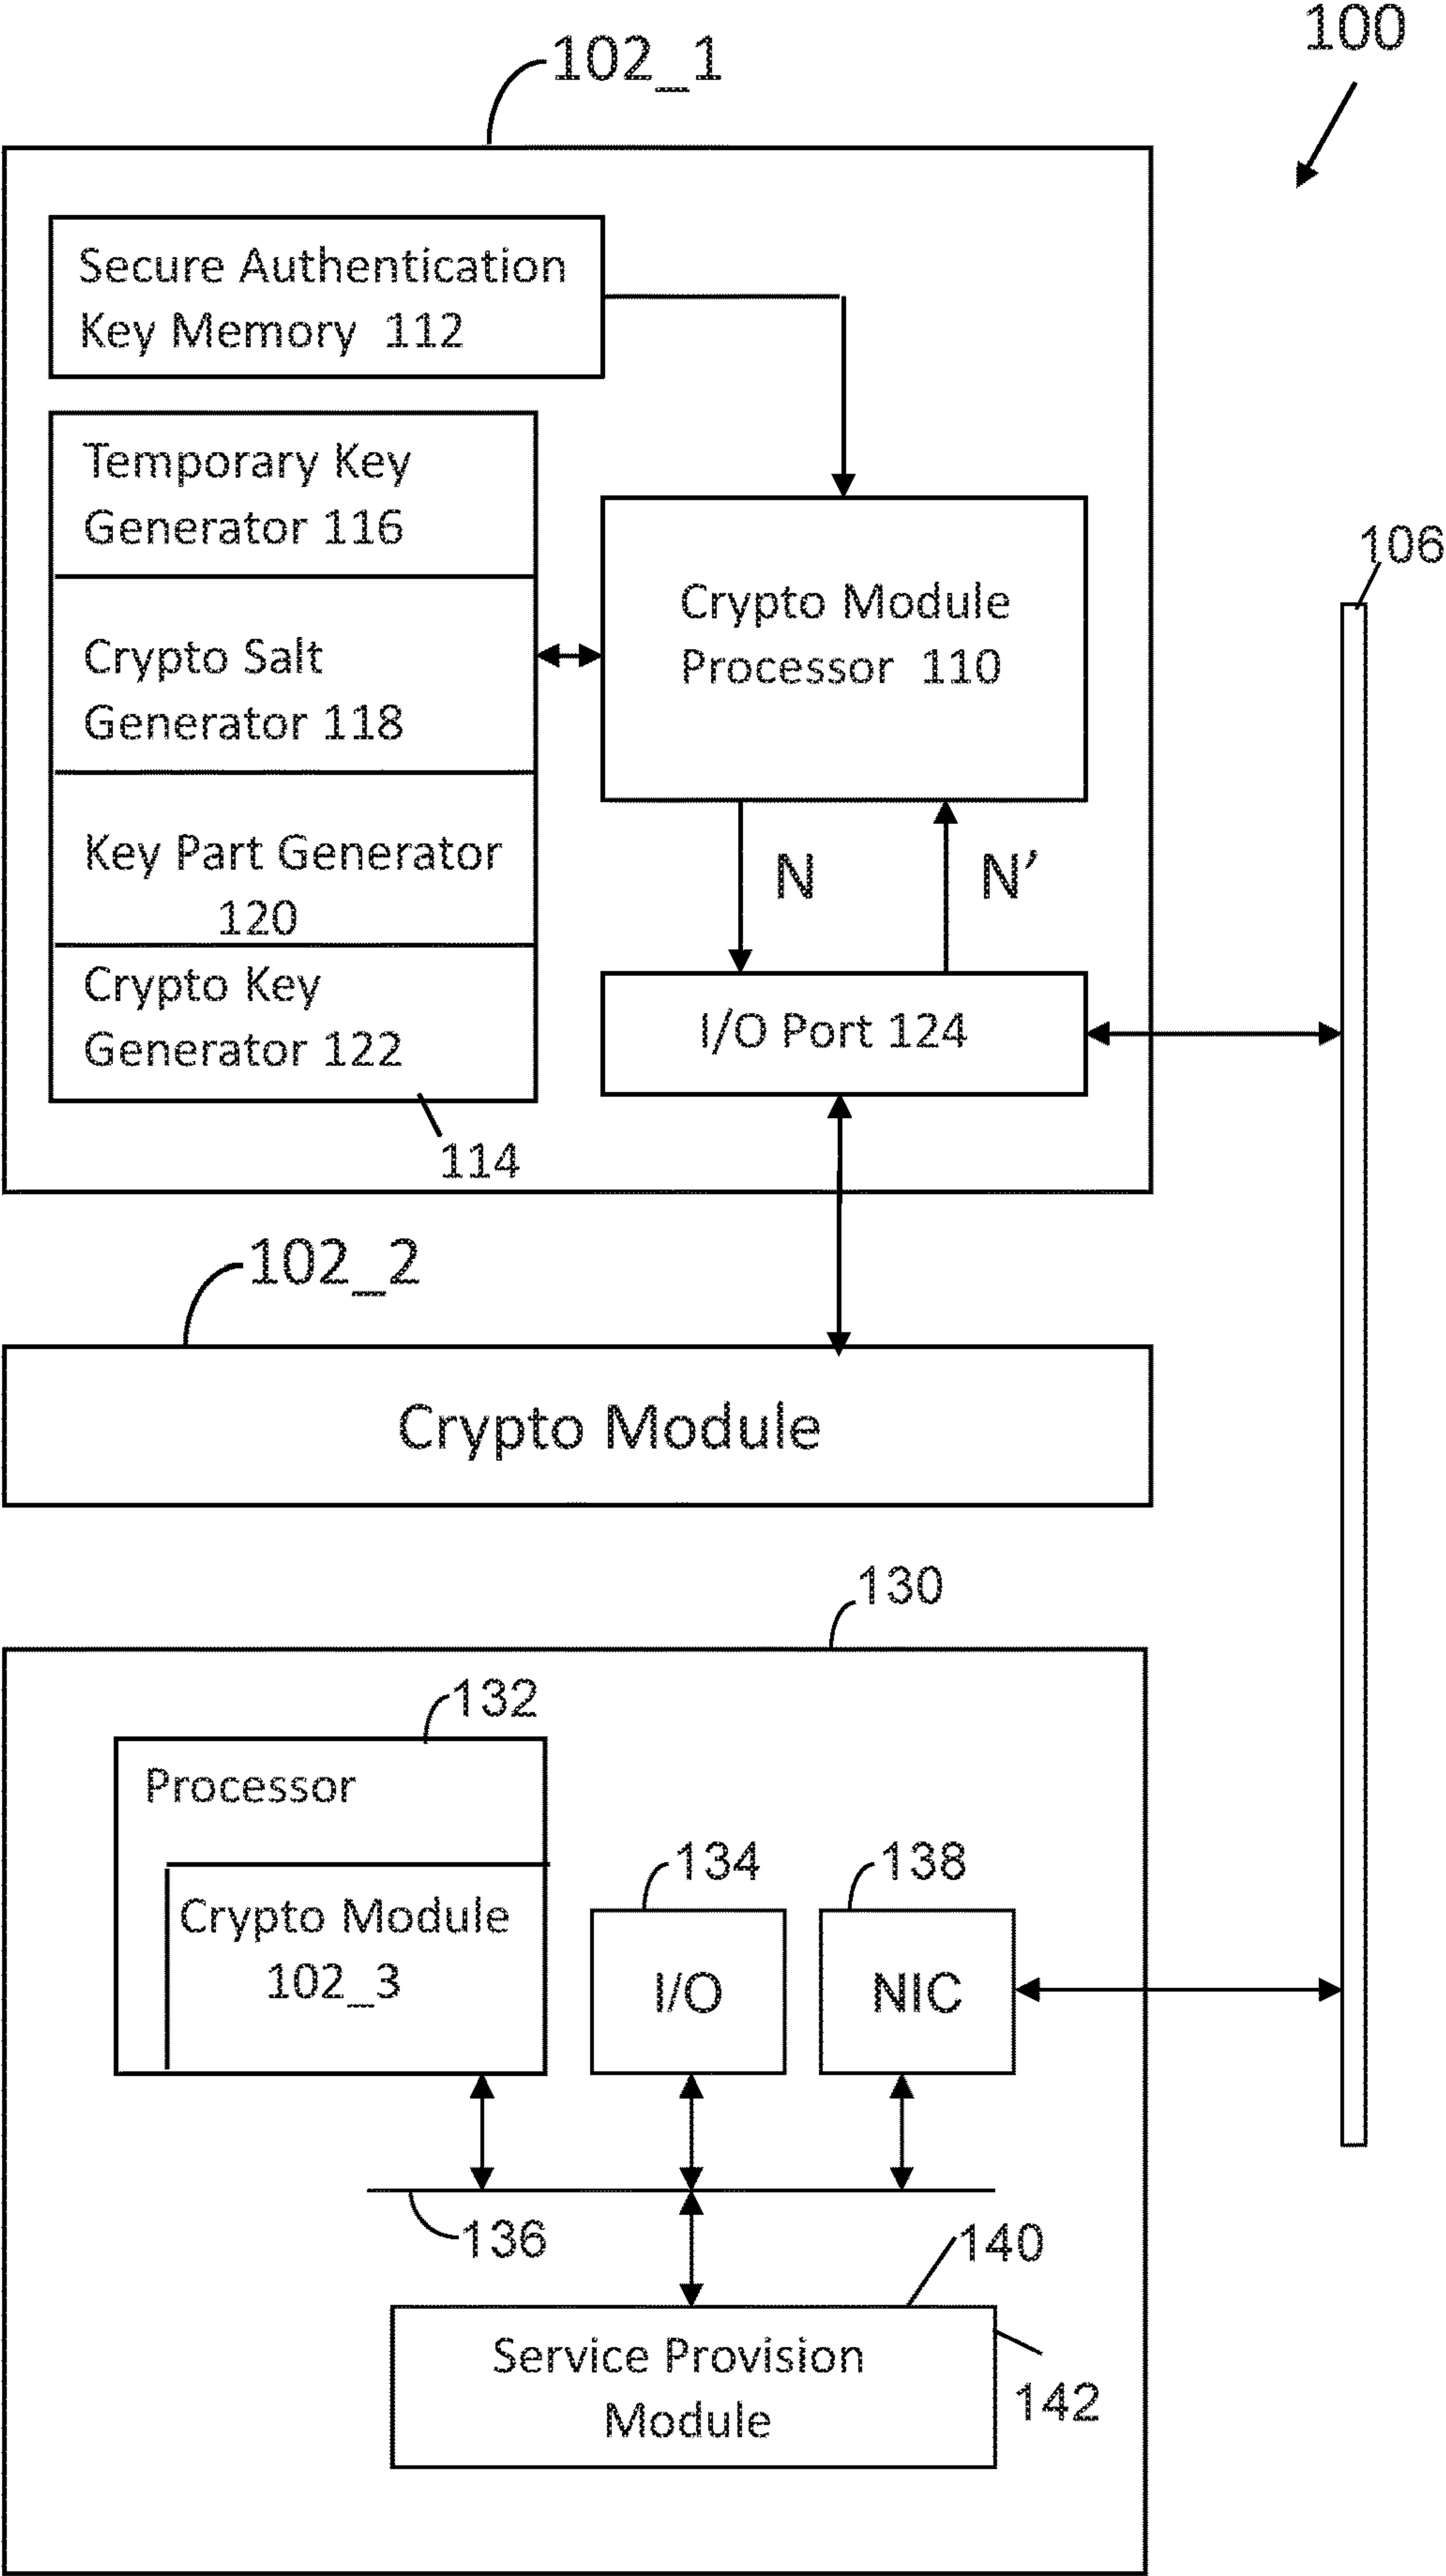 100
102_1
Secure Authentication
Key Memory 112
Temporary Key
Generator 116
Crypto Salt
Generator 118
Key Part Generator
120
Crypto Key
Generator 122
114
Crypto Module
Processor 110
N
N’
I/O Port 124
106
102_2
Crypto Module
130
132
Processor
Crypto Module
102_3
134
I/O
138
NIC
136
140
Service Provision
Module
142